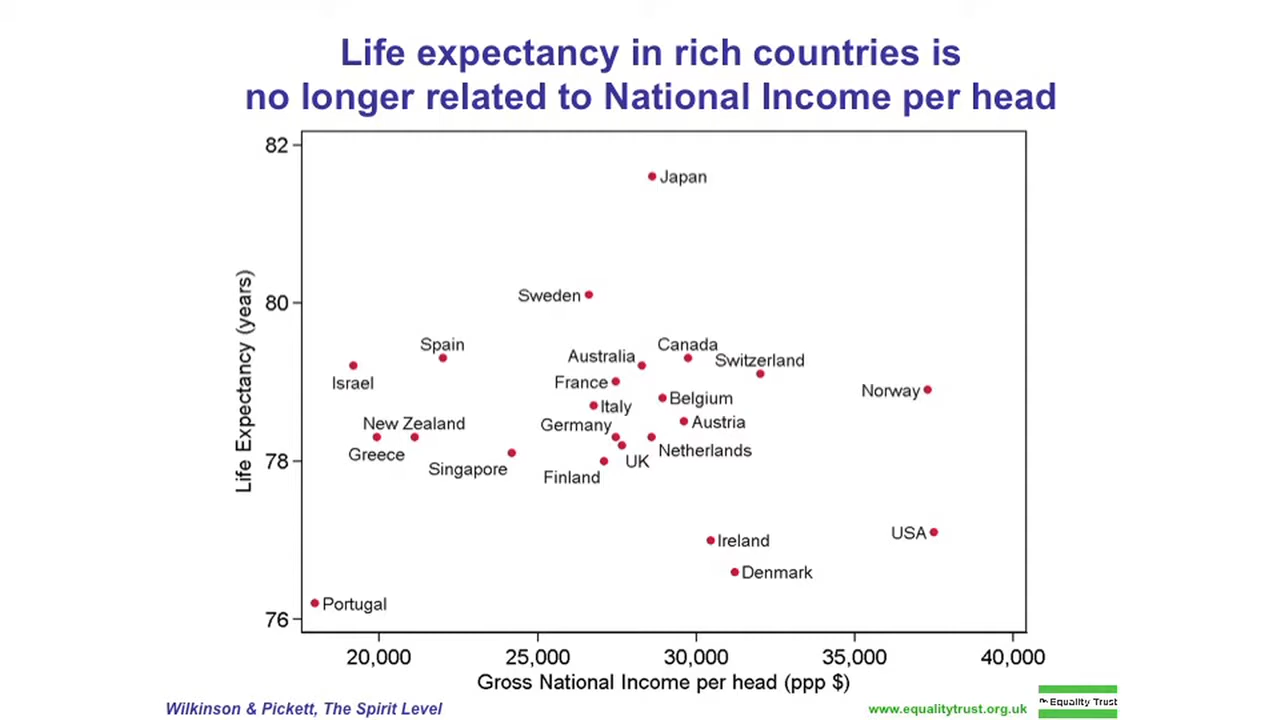 Life expectancy in rich countries is
no longer related to National Income per head
82
Japan
Sweden
80
Spain
Canada
Australia
Switzerland
Israel
France
Norway
Belgium
Italy
New Zealand
Germany
Austria
Greece
Netherlands
78
Singapore
UK
Finland
USA
Ireland
Denmark
Portugal
76
Life Expectancy (years)
20,000 25,000 30,000 35,000 40,000
Gross National Income per head (ppp $)
Wilkinson & Pickett, The Spirit Level
www.equalitytrust.org.uk
Equality Trust